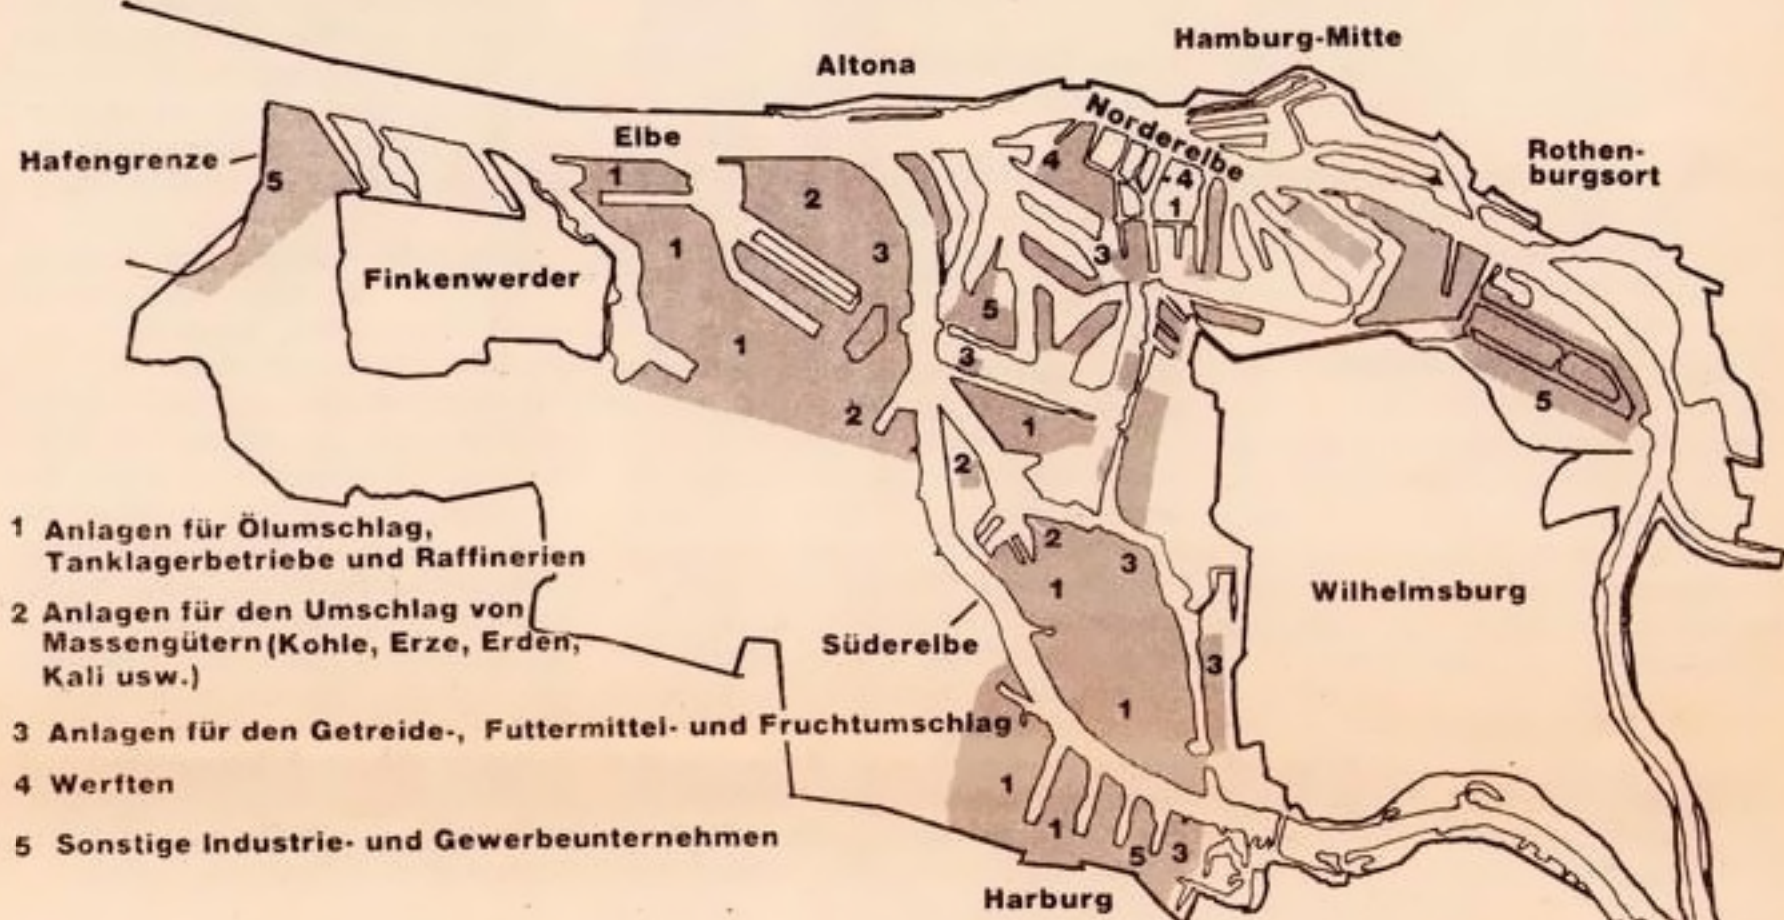 Hamburg-Mitte
Altona
Norderelbe
Elbe
Rothen-
burgsort
Hafengrenze
5
1
2
4
4
1
3
3
1
Finkenwerder
5
1
3
2
1
5
2
1 Anlagen für Ölumschlag,
Tanklagerbetriebe und Raffinerien
2
3
1
Wilhelmsburg
2 Anlagen für den Umschlag von
Massengütern (Kohle, Erze, Erden,
Kali usw.)
Süderelbe
3
1
3 Anlagen für den Getreide-, Futtermittel- und Fruchtumschlag
4 Werften
1
1
5
3
5 Sonstige Industrie- und Gewerbeunternehmen
Harburg